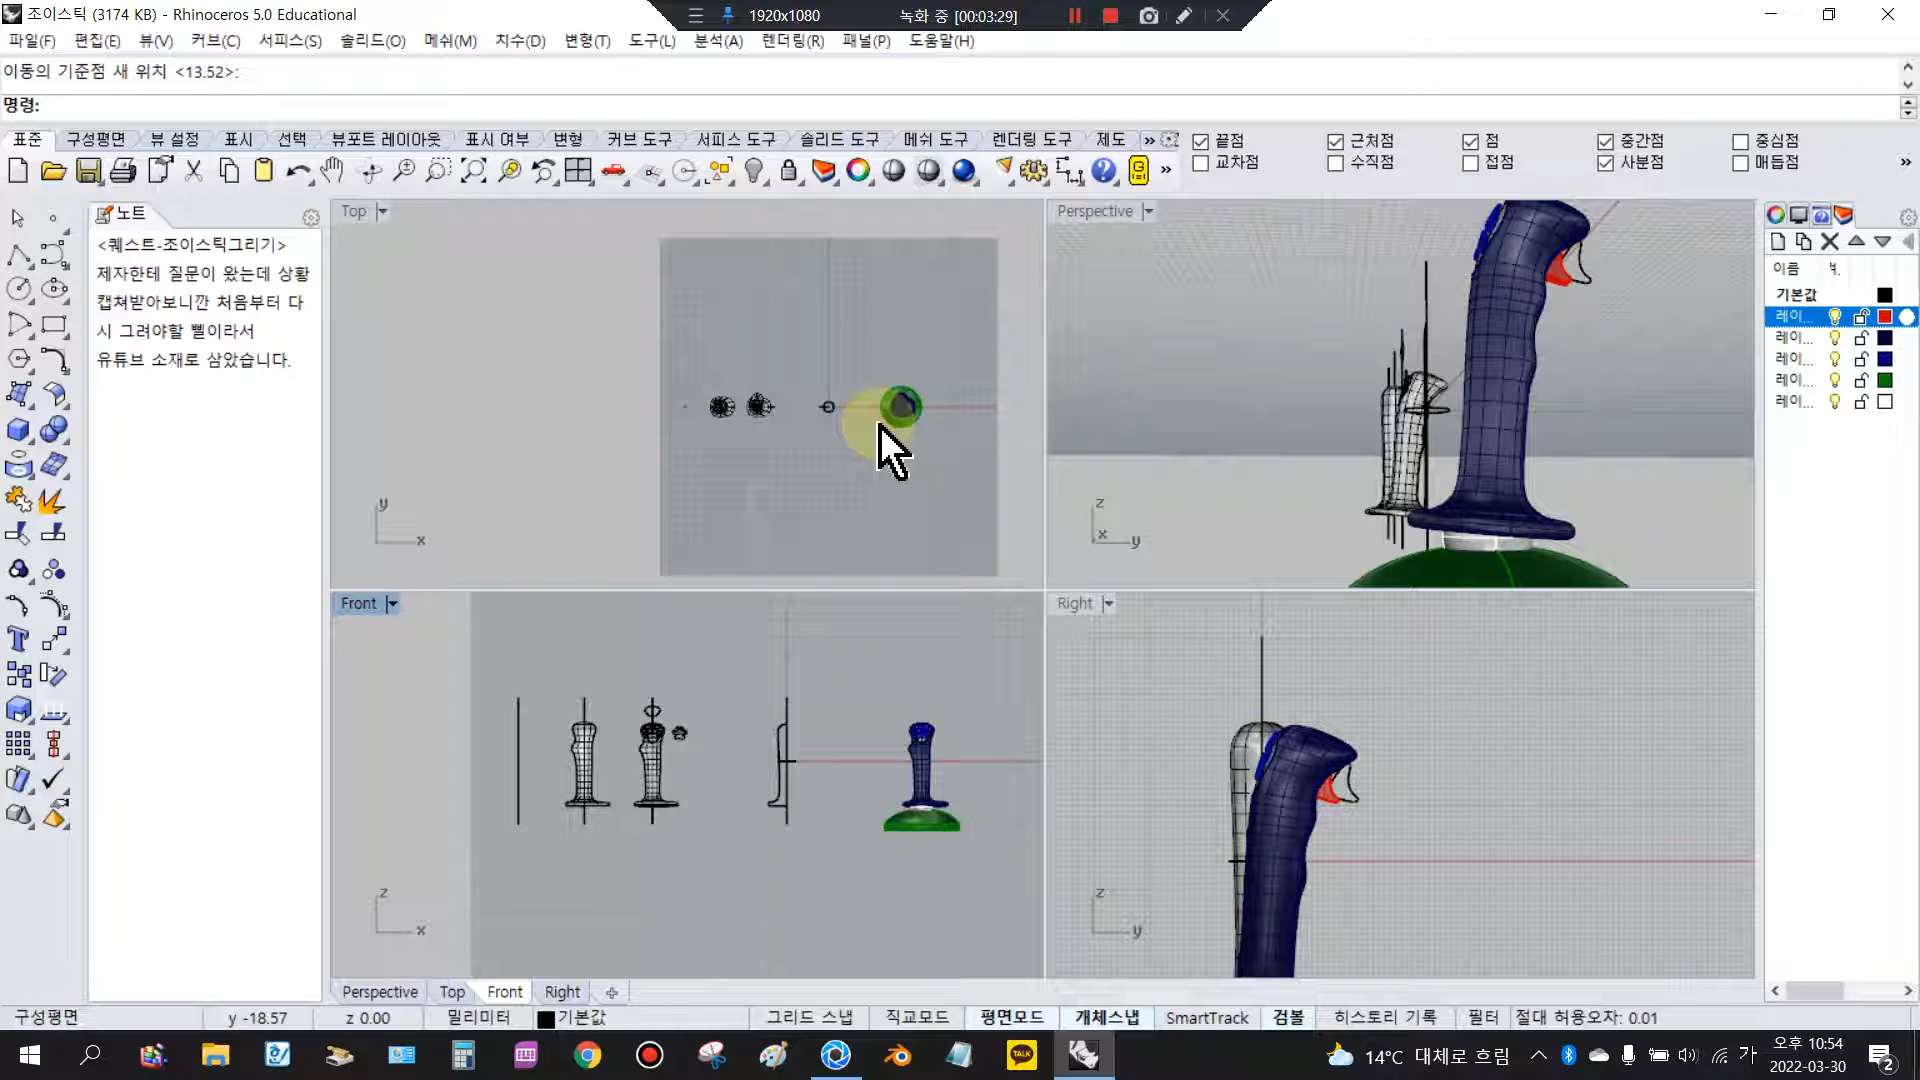 조이스틱 (3174 KB) - Rhinoceros 5.0 Educational
1920x1080
녹화 중 [00:03:29]
파일(F) 편집(E) 뷰(V) 커브(C) 서피스(S) 솔리드(O) 메쉬(M) 치수(D) 변형(T) 도구(L) 분석(A) 렌더링(R) 패널(P) 도움말(H)
이동의 기준점 새 위치 <13.52>:
명령:
표준 구성평면 뷰 설정 표시 선택 뷰포트 레이아웃 표시 여부 변형 커브 도구 서피스 도구 솔리드 도구 메쉬 도구 렌더링 도구 제도 »
끝점 근처점 점 중간점 중심점
교차점 수직점 접점 사분점 매듭점
노트
<퀘스트-조이스틱그리기>
제자한테 질문이 왔는데 상황
캡쳐받아보니깐 처음부터 다
시 그려야할 삘이라서
유튜브 소재로 삼았습니다.
Top
y
x
Perspective
z
x
y
Front
z
x
Right
z
y
이름
기본값
레이...
레이...
레이...
레이...
레이...
Perspective Top Front Right
구성평면 y -18.57 z 0.00 밀리미터 기본값 그리드 스냅 직교모드 평면모드 개체스냅 SmartTrack 검볼 히스토리 기록 필터 절대 허용오차: 0.01
TALK
14°C 대체로 흐림
가
오후 10:54
2022-03-30
2